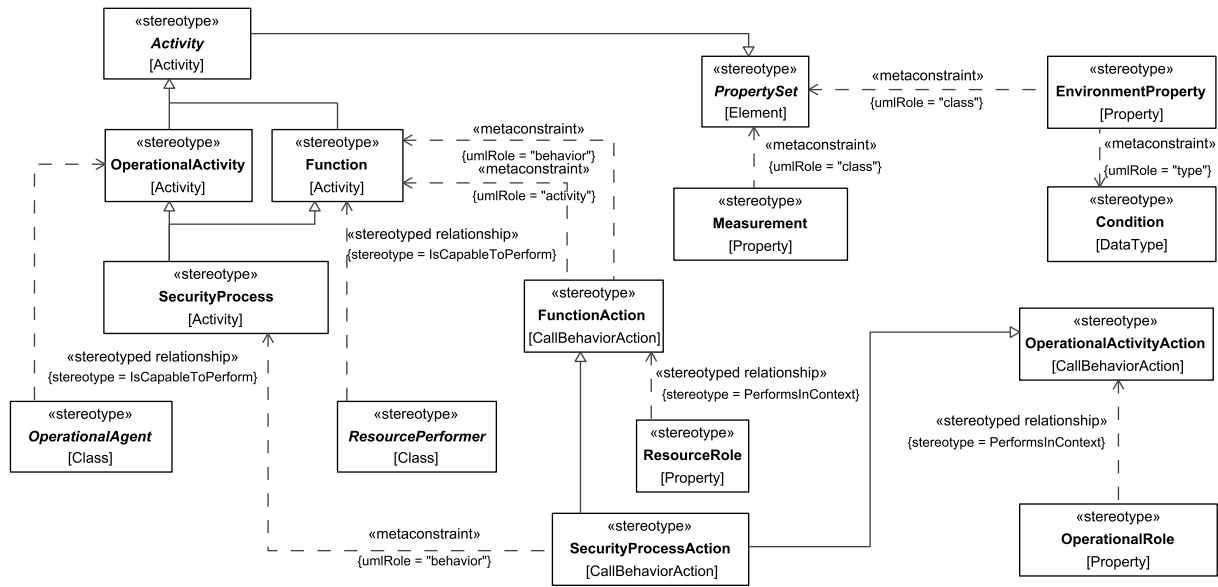 «stereotype»
Activity
[Activity]
«stereotype»
PropertySet
[Element]
«metaconstraint»
{umlRole = "class"}
«stereotype»
EnvironmentProperty
[Property]
«stereotype»
OperationalActivity
[Activity]
«stereotype»
Function
[Activity]
«metaconstraint»
{umlRole = "behavior"}
«metaconstraint»
{umlRole = "activity"}
«metaconstraint»
{umlRole = "class"}
«metaconstraint»
{umlRole = "type"}
«stereotype»
Measurement
[Property]
«stereotype»
Condition
[DataType]
«stereotyped relationship»
{stereotype = IsCapableToPerform}
«stereotype»
SecurityProcess
[Activity]
«stereotype»
FunctionAction
[CallBehaviorAction]
«stereotype»
OperationalActivityAction
[CallBehaviorAction]
«stereotyped relationship»
{stereotype = IsCapableToPerform}
«stereotyped relationship»
{stereotype = PerformsInContext}
«stereotype»
OperationalAgent
[Class]
«stereotype»
ResourcePerformer
[Class]
«stereotype»
ResourceRole
[Property]
«stereotyped relationship»
{stereotype = PerformsInContext}
«metaconstraint»
{umlRole = "behavior"}
«stereotype»
SecurityProcessAction
[CallBehaviorAction]
«stereotype»
OperationalRole
[Property]